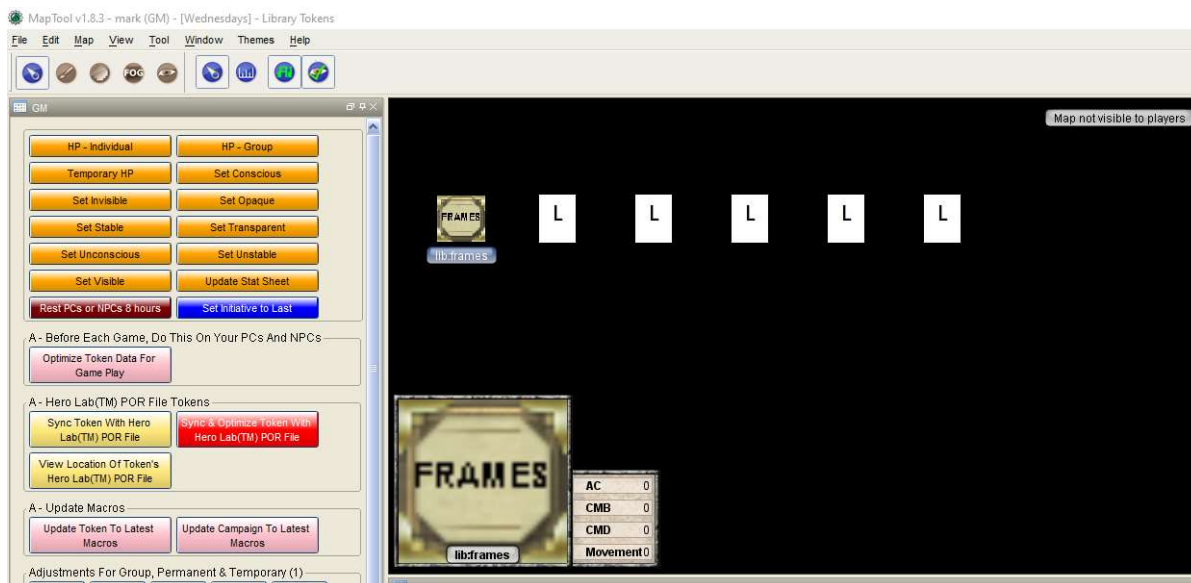 MapTool v1.8.3 - mark (GM) - [Wednesdays] - Library Tokens
File Edit Map View Tool Window Themes Help
FOG
GM
Map not visible to players
HP - Individual HP - Group
Temporary HP Set Conscious
Set Invisible Set Opaque
Set Stable Set Transparent
Set Unconscious Set Unstable
Set Visible Update Stat Sheet
Rest PCs or NPCs 8 hours Set Initiative to Last
FRAMES L L L L L
lib:frames
A - Before Each Game, Do This On Your PCs And NPCs
Optimize Token Data For
Game Play
A - Hero Lab(TM) POR File Tokens
Sync Token With Hero
Lab(TM) POR File
Sync & Optimize Token With
Hero Lab(TM) POR File
View Location Of Token's
Hero Lab(TM) POR File
A - Update Macros
Update Token To Latest
Macros
Update Campaign To Latest
Macros
Adjustments For Group, Permanent & Temporary (1)
FRAMES
lib:frames
AC 0
CMB 0
CMD 0
Movement 0